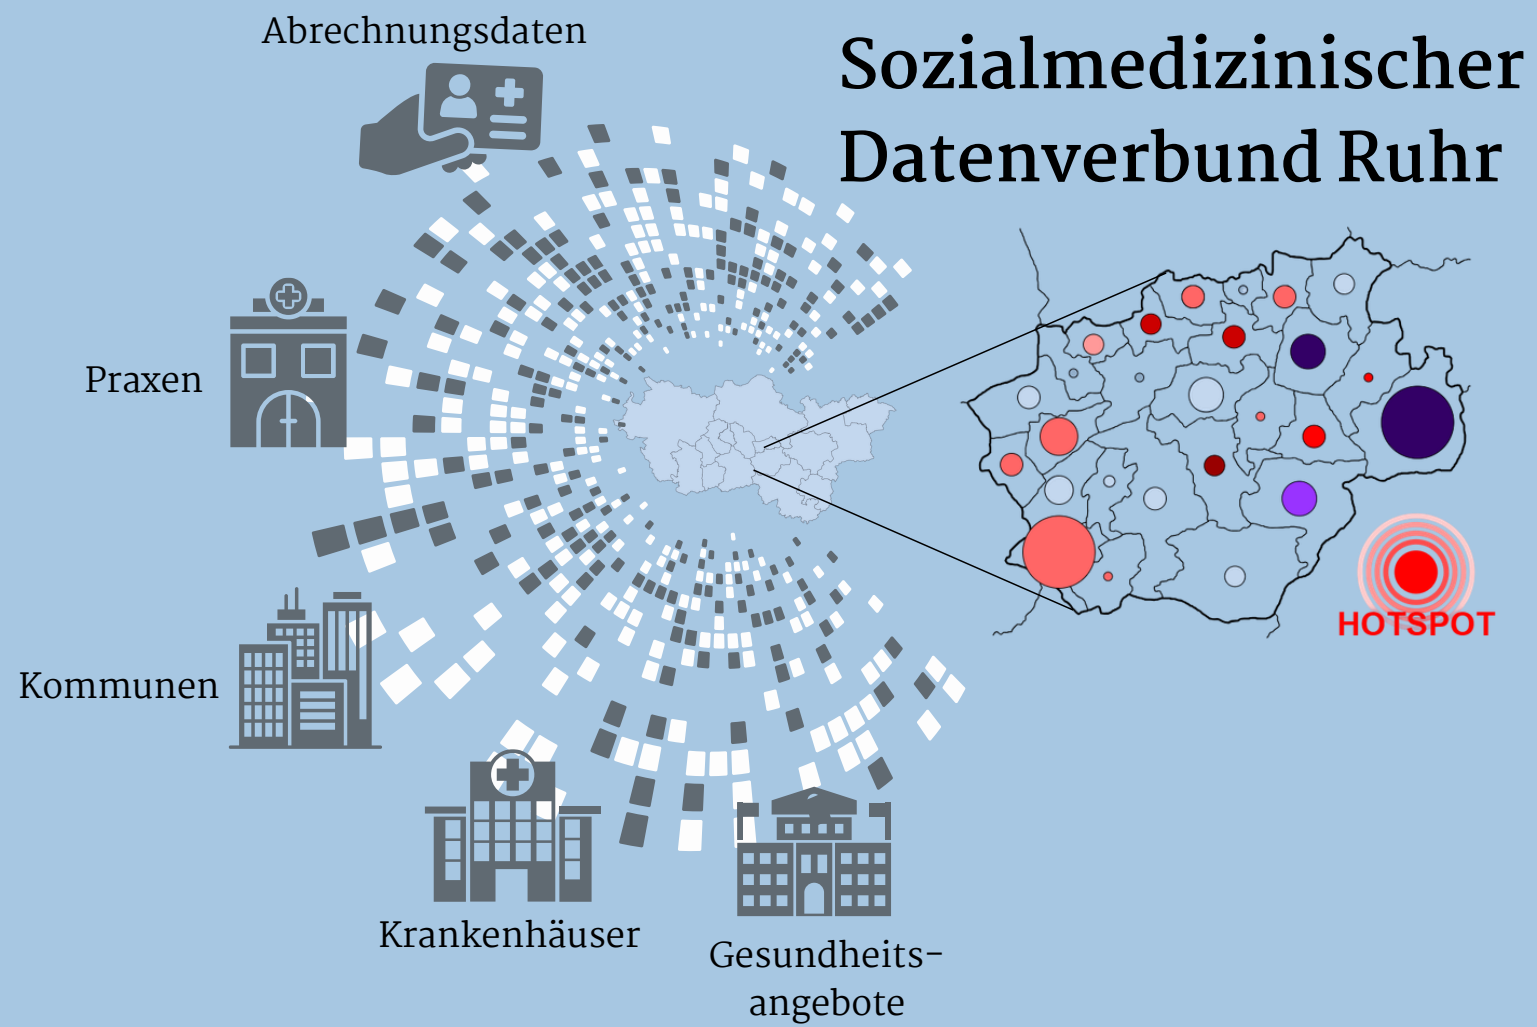 Abrechnungsdaten
Sozialmedizinischer
Datenverbund Ruhr
Praxen
HOTSPOT
Kommunen
Krankenhäuser
Gesundheits-
angebote